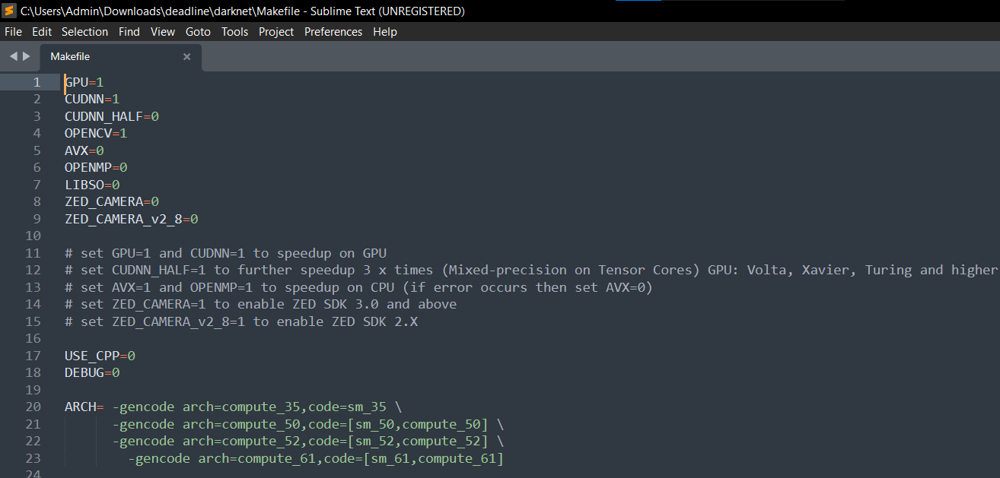 C:\Users\Admin\Downloads\deadline\darknet\Makefile - Sublime Text (UNREGISTERED)
File Edit Selection Find View Goto Tools Project Preferences Help
Makefile
1 GPU=1
2 CUDNN=1
3 CUDNN_HALF=0
4 OPENCV=1
5 AVX=0
6 OPENMP=0
7 LIBSO=0
8 ZED_CAMERA=0
9 ZED_CAMERA_v2_8=0
10
11 # set GPU=1 and CUDNN=1 to speedup on GPU
12 # set CUDNN_HALF=1 to further speedup 3 x times (Mixed-precision on Tensor Cores) GPU: Volta, Xavier, Turing and higher
13 # set AVX=1 and OPENMP=1 to speedup on CPU (if error occurs then set AVX=0)
14 # set ZED_CAMERA=1 to enable ZED SDK 3.0 and above
15 # set ZED_CAMERA_v2_8=1 to enable ZED SDK 2.X
16
17 USE_CPP=0
18 DEBUG=0
19
20 ARCH= -gencode arch=compute_35,code=sm_35 \
21 -gencode arch=compute_50,code=[sm_50,compute_50] \
22 -gencode arch=compute_52,code=[sm_52,compute_52] \
23 -gencode arch=compute_61,code=[sm_61,compute_61]
24